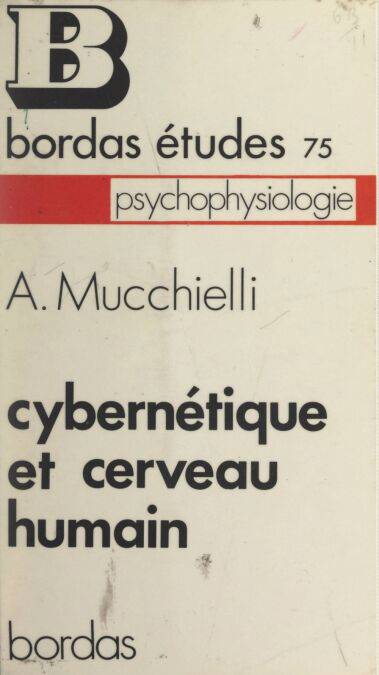 B
bordas études 75
psychophysiologie
A. Mucchielli
cybernétique
et cerveau
humain
bordas